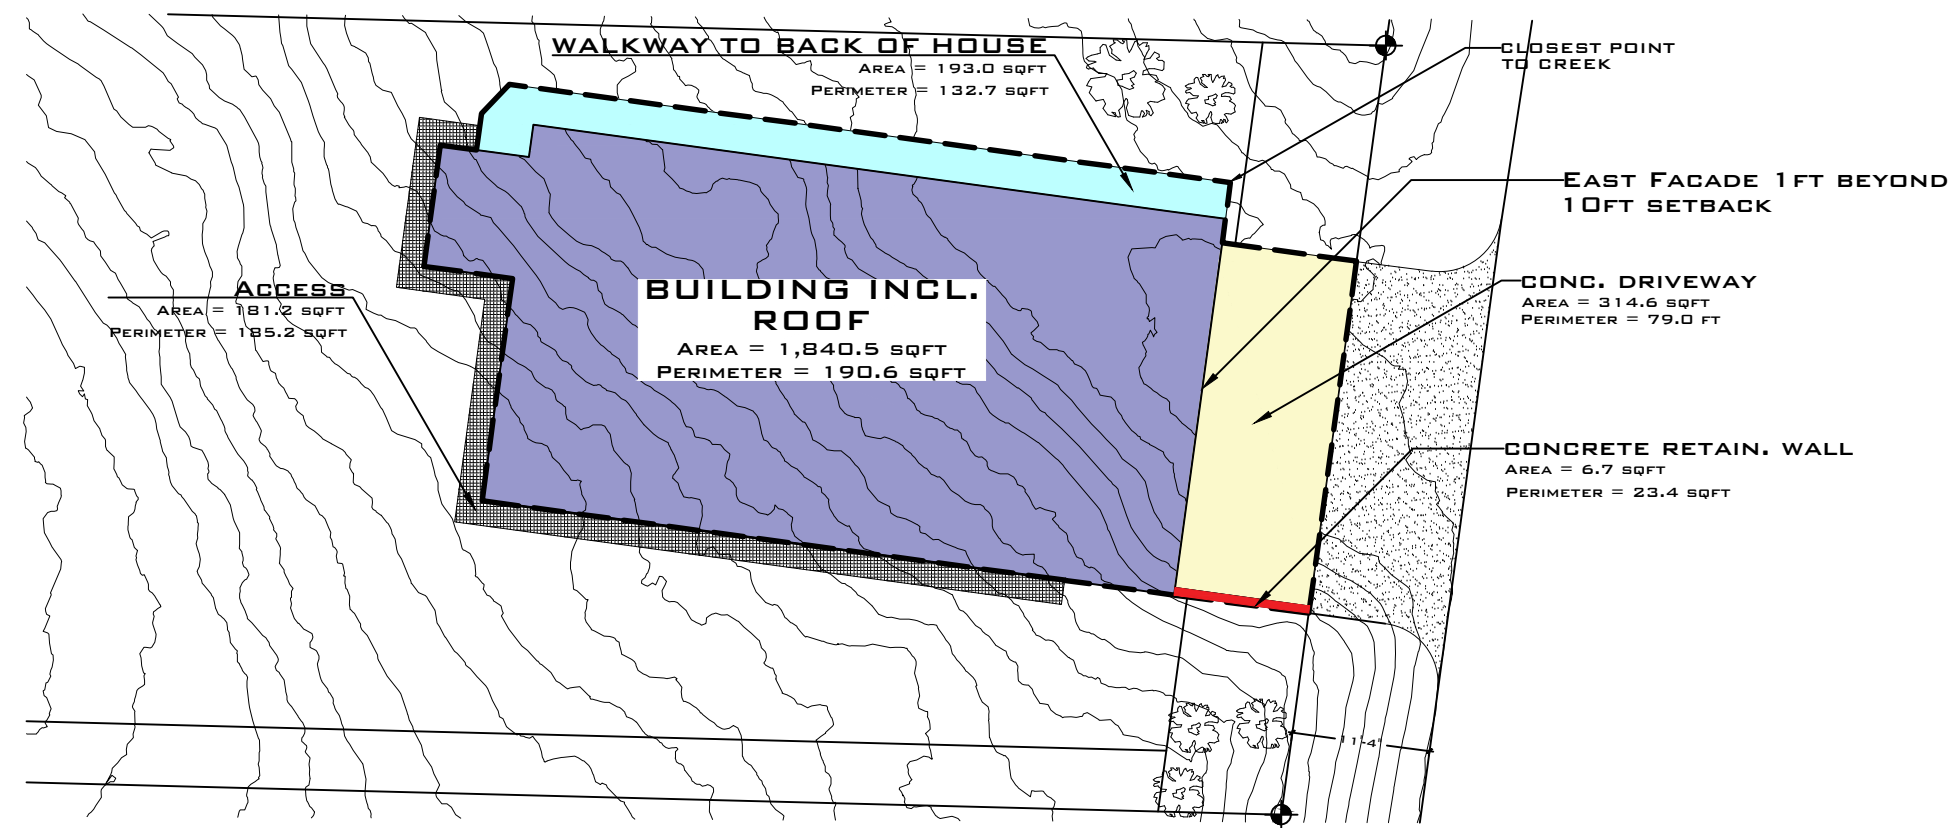 WALKWAY TO BACK OF HOUSE
AREA = 193.0 SQFT
PERIMETER = 132.7 SQFT
CLOSEST POINT
TO CREEK
EAST FACADE 1FT BEYOND
10FT SETBACK
ACCESS
AREA = 181.2 SQFT
PERIMETER = 185.2 SQFT
BUILDING INCL.
ROOF
AREA = 1,840.5 SQFT
PERIMETER = 190.6 SQFT
CONC. DRIVEWAY
AREA = 314.6 SQFT
PERIMETER = 79.0 FT
CONCRETE RETAIN. WALL
AREA = 6.7 SQFT
PERIMETER = 23.4 SQFT
11'-4"